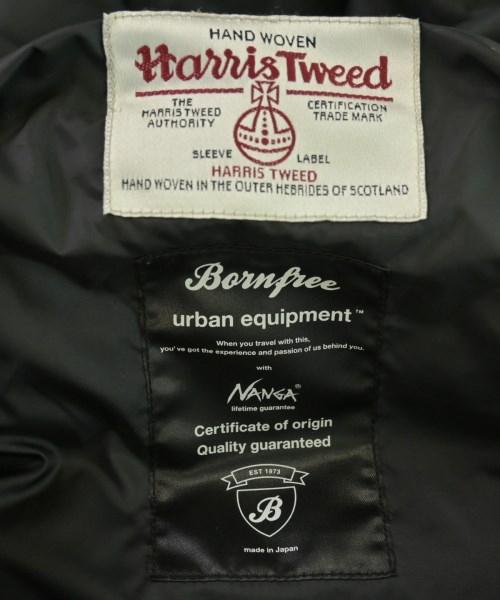 HAND WOVEN
Harris Tweed
THE CERTIFICATION
HARRIS TWEED TRADE MARK
AUTHORITY
SLEEVE LABEL
HARRIS TWEED
HAND WOVEN IN THE OUTER HEBRIDES OF SCOTLAND
Bornfree
urban equipment™
When you travel with this,
you've got the experience and passion of us behind you.
with
NANGA®
lifetime guarantee
Certificate of origin
Quality guaranteed
EST 1973
B
made in Japan